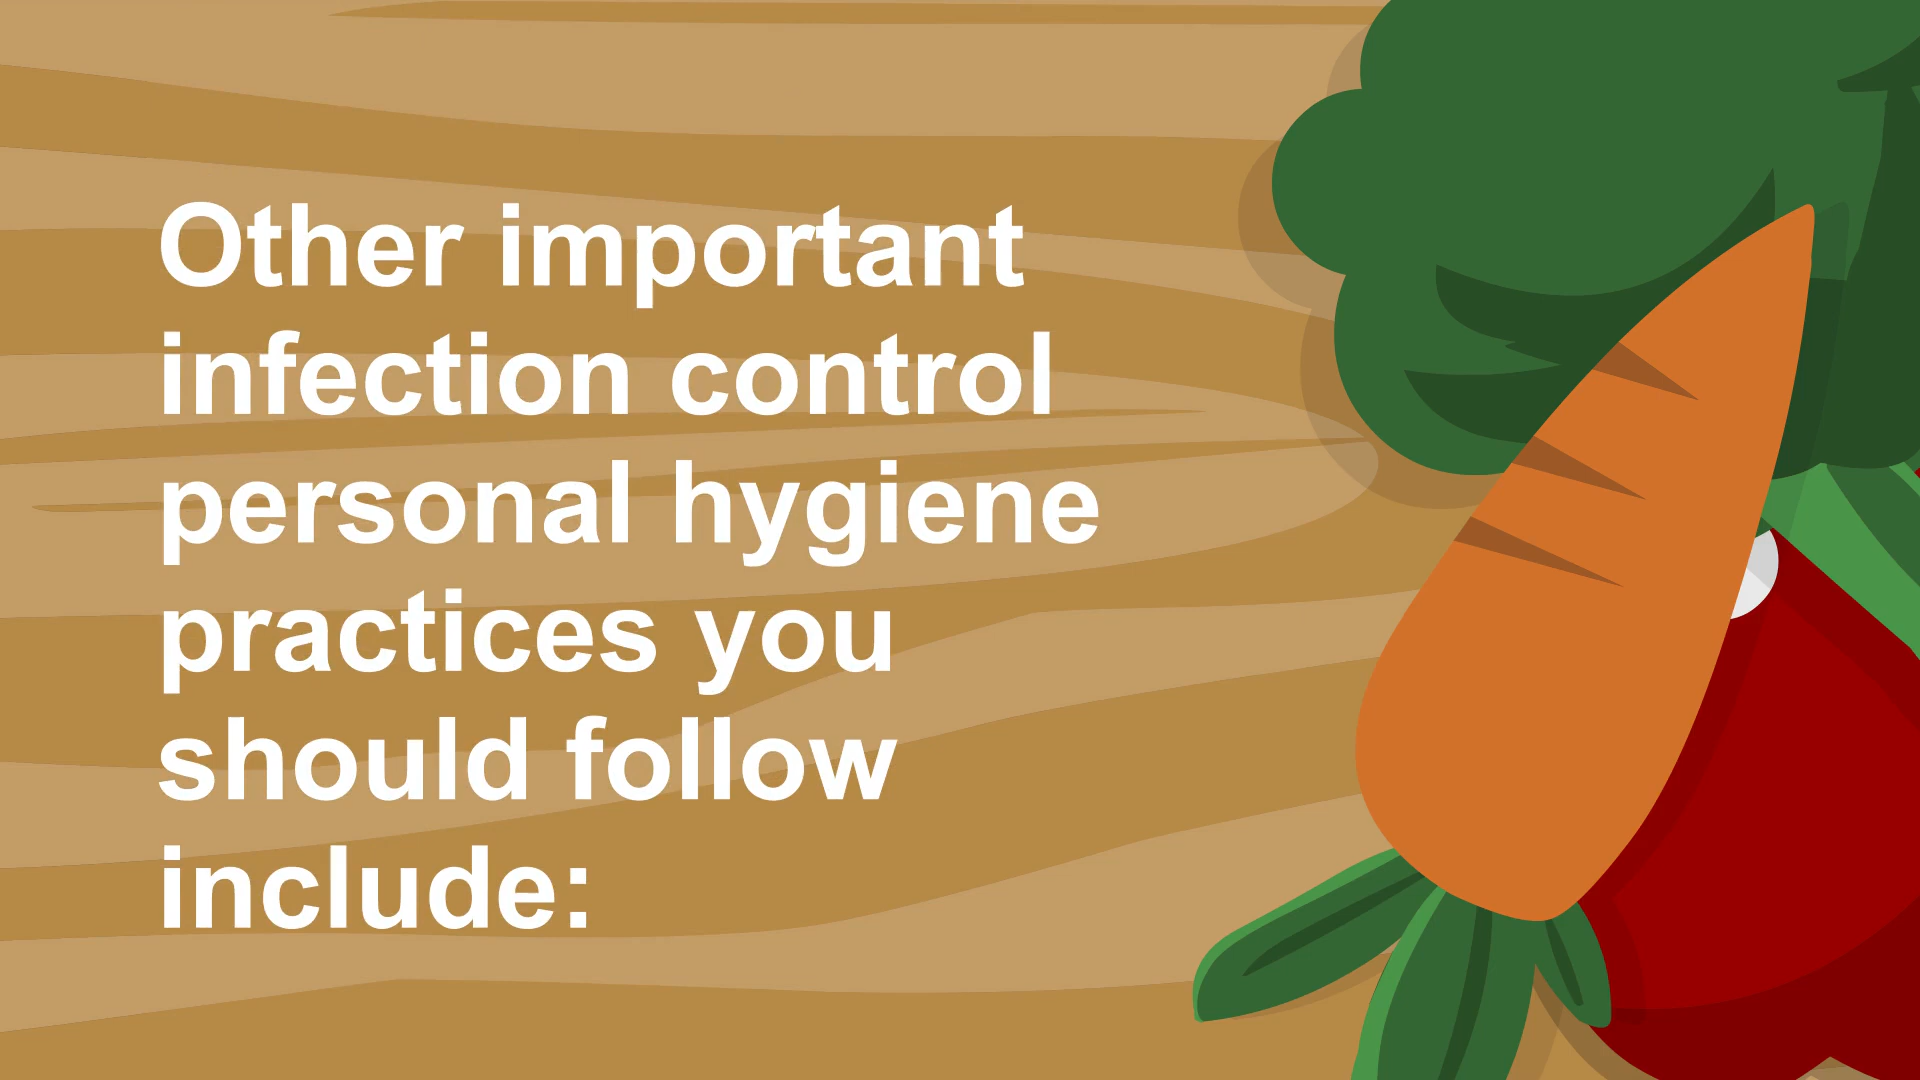 Other important
infection control
personal hygiene
practices you
should follow
include: